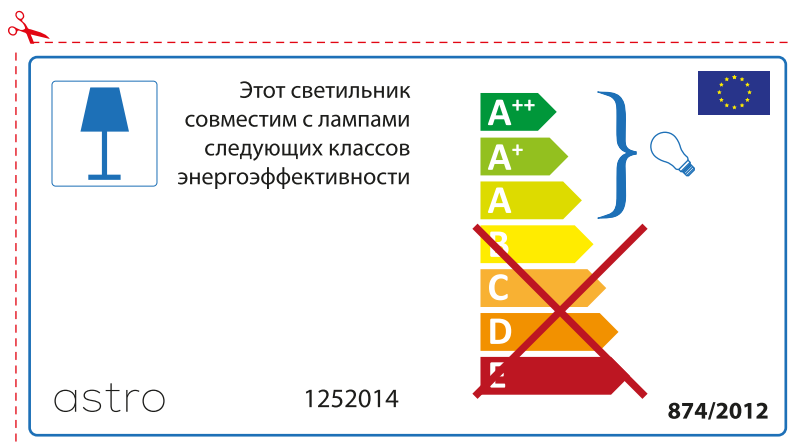 Этот светильник
совместим с лампами
следующих классов
энергоэффективности
A++
A+
A
B
C
D
E
astro
1252014
874/2012